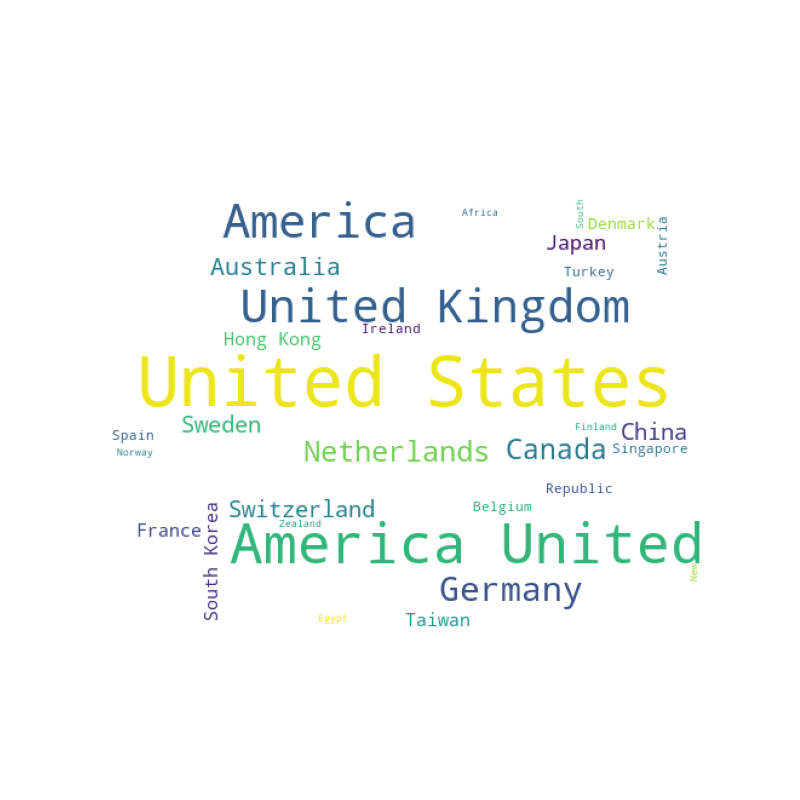 America
Africa
South
Denmark
Japan
Austria
Australia
Turkey
United Kingdom
Ireland
Hong Kong
United States
Sweden
Spain
Norway
Netherlands
Canada
Finland
China
Singapore
Republic
Switzerland
Belgium
France
South Korea
Zealand
America United
New
Germany
Egypt
Taiwan